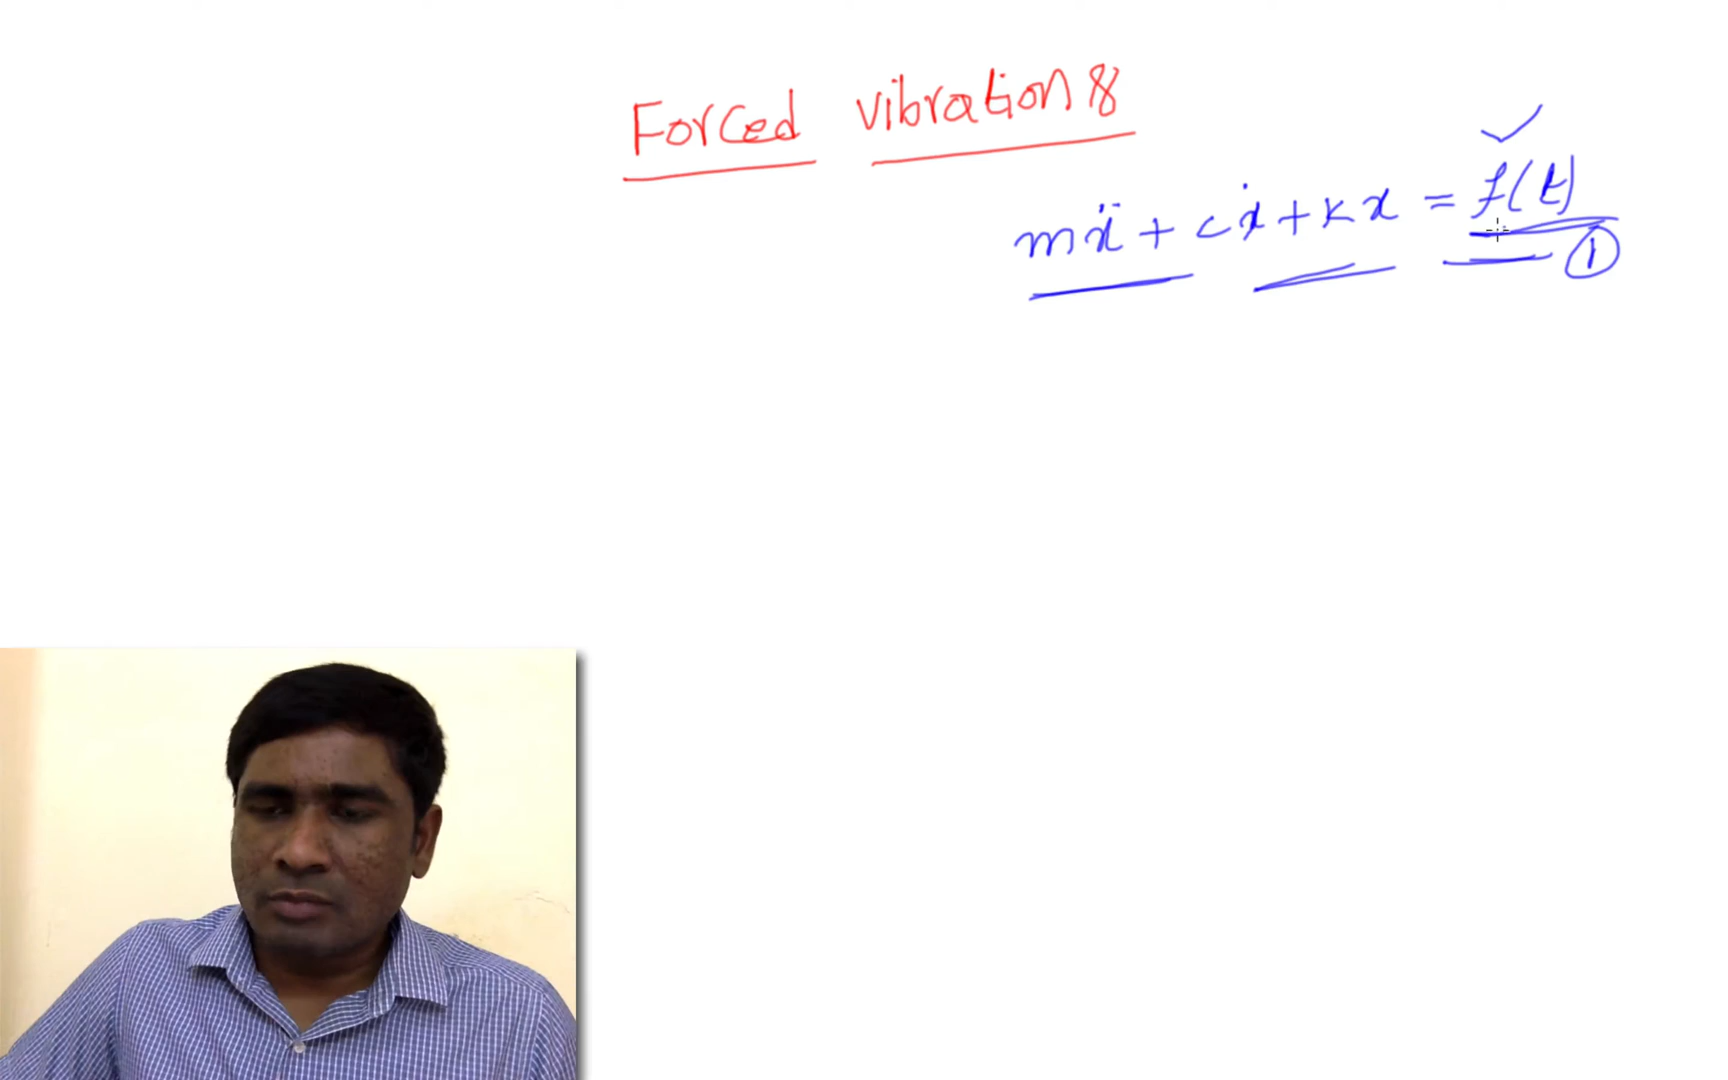 Forced vibration 8
mẍ + cẋ + kx = f(t)
①